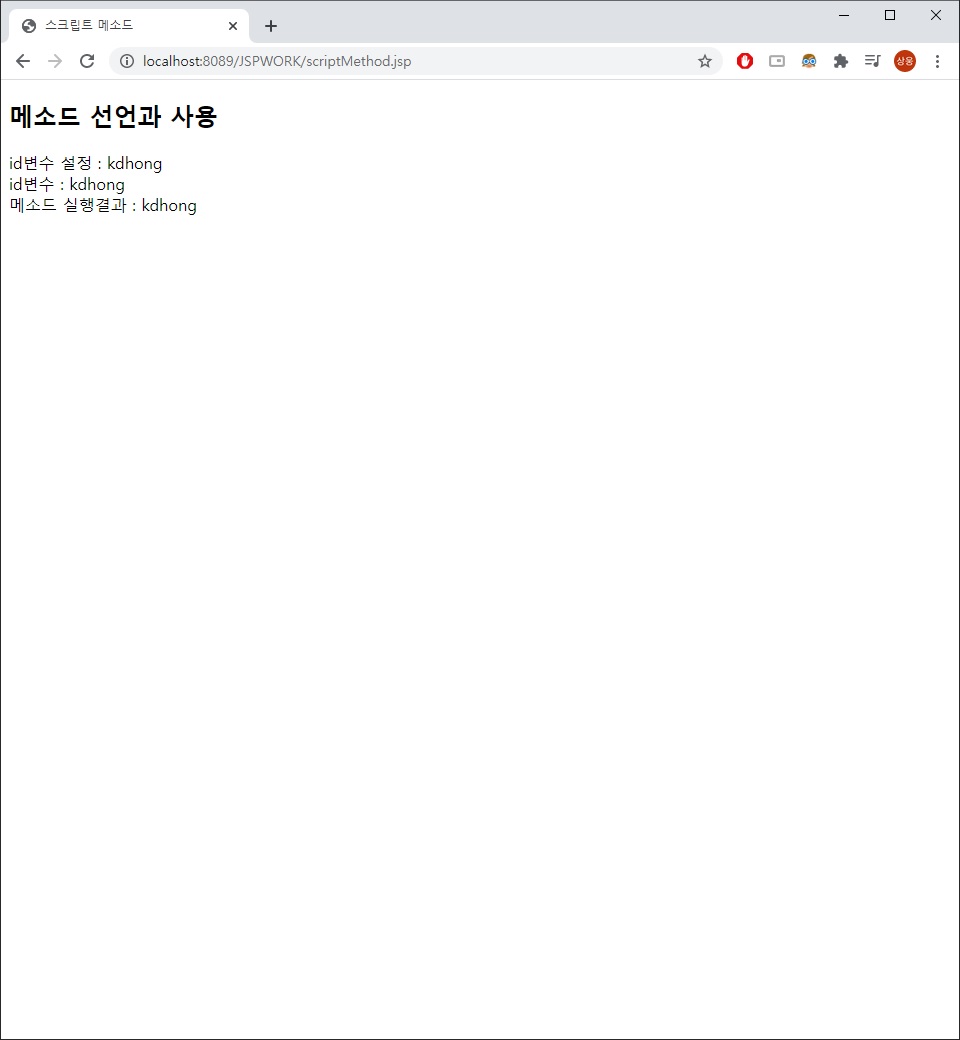 스크립트 메소드
localhost:8089/JSPWORK/scriptMethod.jsp
상웅
메소드 선언과 사용
id변수 설정 : kdhong
id변수 : kdhong
메소드 실행결과 : kdhong